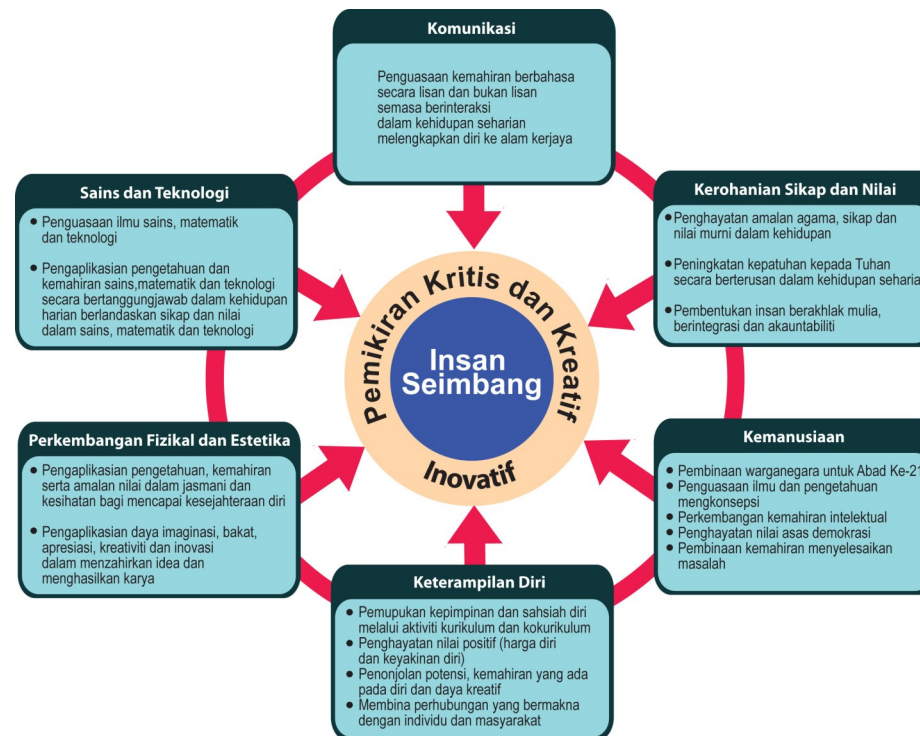 Komunikasi
Penguasaan kemahiran berbahasa
secara lisan dan bukan lisan
semasa berinteraksi
dalam kehidupan seharian
melengkapkan diri ke alam kerjaya
Sains dan Teknologi
● Penguasaan ilmu sains, matematik
dan teknologi
● Pengaplikasian pengetahuan dan
kemahiran sains,matematik dan teknologi
secara bertanggungjawab dalam kehidupan
harian berlandaskan sikap dan nilai
dalam sains, matematik dan teknologi
Kerohanian Sikap dan Nilai
● Penghayatan amalan agama, sikap dan
nilai murni dalam kehidupan
● Peningkatan kepatuhan kepada Tuhan
secara berterusan dalam kehidupan seharia
● Pembentukan insan berakhlak mulia,
berintegrasi dan akauntabiliti
Pemikiran Kritis dan Kreatif
Insan
Seimbang
Inovatif
Perkembangan Fizikal dan Estetika
● Pengaplikasian pengetahuan, kemahiran
serta amalan nilai dalam jasmani dan
kesihatan bagi mencapai kesejahteraan diri
● Pengaplikasian daya imaginasi, bakat,
apresiasi, kreativiti dan inovasi
dalam menzahirkan idea dan
menghasilkan karya
Kemanusiaan
● Pembinaan warganegara untuk Abad Ke-21
● Penguasaan ilmu dan pengetahuan
mengkonsepsi
● Perkembangan kemahiran intelektual
● Penghayatan nilai asas demokrasi
● Pembinaan kemahiran menyelesaikan
masalah
Keterampilan Diri
● Pemupukan kepimpinan dan sahsiah diri
melalui aktiviti kurikulum dan kokurikulum
● Penghayatan nilai positif (harga diri
dan keyakinan diri)
● Penonjolan potensi, kemahiran yang ada
pada diri dan daya kreatif
● Membina perhubungan yang bermakna
dengan individu dan masyarakat